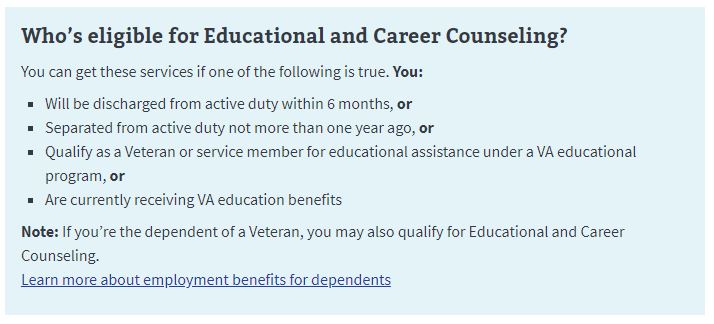 Who's eligible for Educational and Career Counseling?
You can get these services if one of the following is true. You:
▪ Will be discharged from active duty within 6 months, or
▪ Separated from active duty not more than one year ago, or
▪ Qualify as a Veteran or service member for educational assistance under a VA educational
program, or
▪ Are currently receiving VA education benefits
Note: If you're the dependent of a Veteran, you may also qualify for Educational and Career
Counseling.
Learn more about employment benefits for dependents